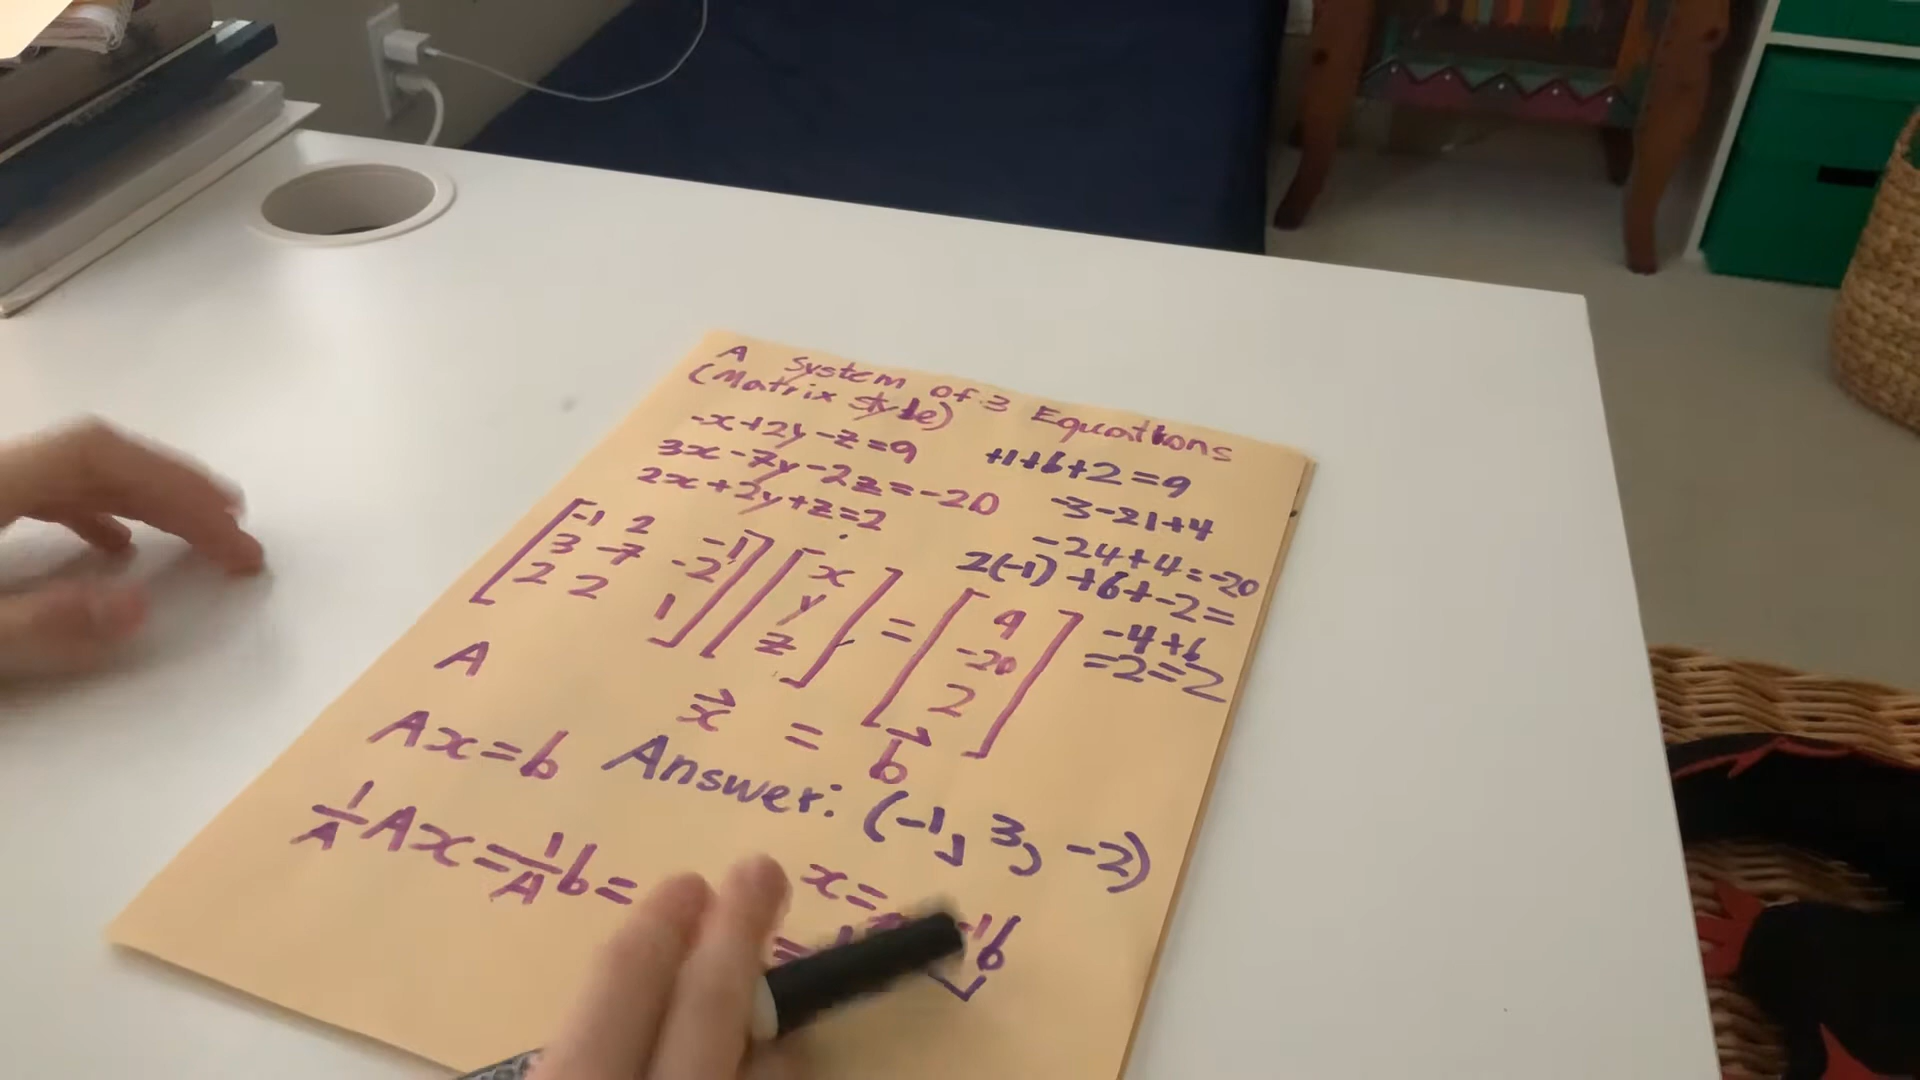 A System of 3 Equations
(Matrix style)
-x+2y-z=9
3x-7y-2z=-20
2x+2y+z=2
+1+6+2=9
-3-21+4
-24+4=-20
2(-1)+6+-2=
-4+6
=2=2
-1 2 -1
3 -7 -2
2 2 1
x
y
z
=
9
-20
2
A
x⃗ = b⃗
Ax=b
Answer: (-1, 3, -2)
1/A Ax = 1/A b =
x=